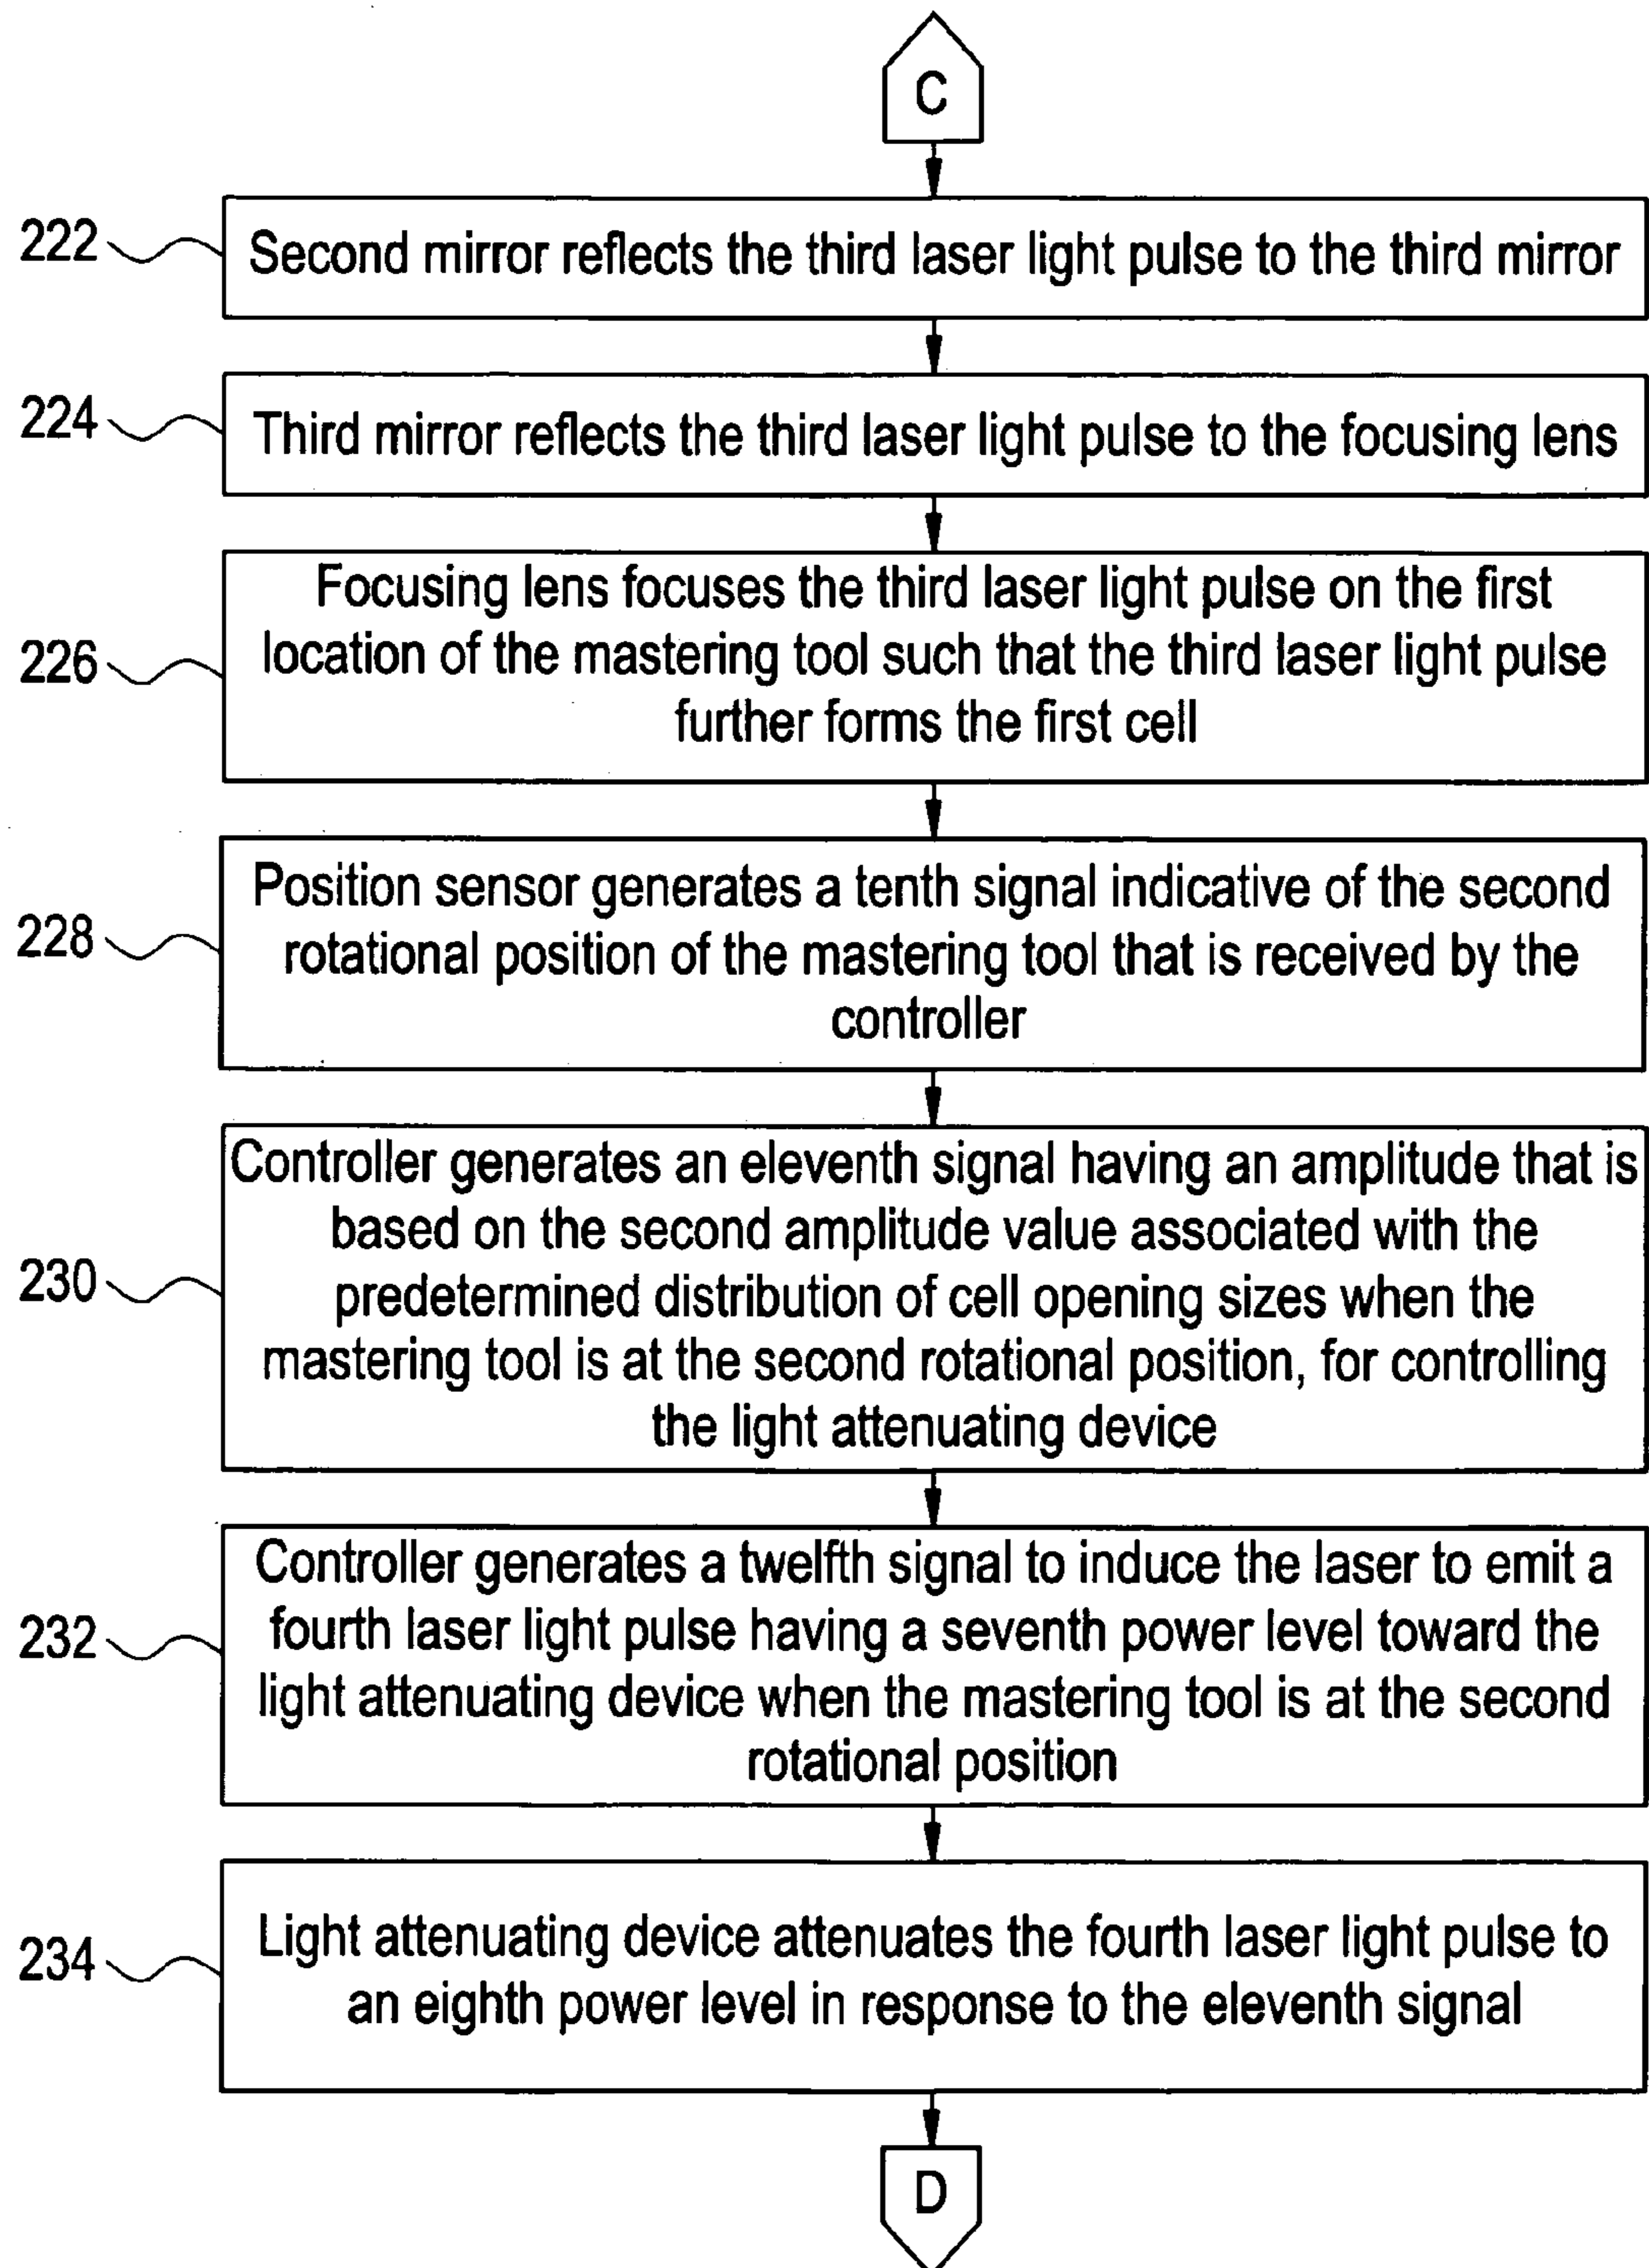 C
222
Second mirror reflects the third laser light pulse to the third mirror
224
Third mirror reflects the third laser light pulse to the focusing lens
226
Focusing lens focuses the third laser light pulse on the first
location of the mastering tool such that the third laser light pulse
further forms the first cell
228
Position sensor generates a tenth signal indicative of the second
rotational position of the mastering tool that is received by the
controller
230
Controller generates an eleventh signal having an amplitude that is
based on the second amplitude value associated with the
predetermined distribution of cell opening sizes when the
mastering tool is at the second rotational position, for controlling
the light attenuating device
232
Controller generates a twelfth signal to induce the laser to emit a
fourth laser light pulse having a seventh power level toward the
light attenuating device when the mastering tool is at the second
rotational position
234
Light attenuating device attenuates the fourth laser light pulse to
an eighth power level in response to the eleventh signal
D